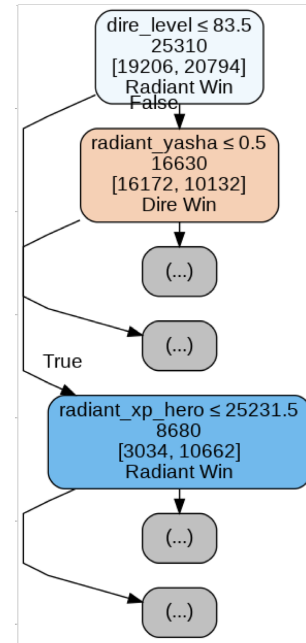 dire_level ≤ 83.5
25310
[19206, 20794]
Radiant Win
False
radiant_yasha ≤ 0.5
16630
[16172, 10132]
Dire Win
(...)
(...)
True
radiant_xp_hero ≤ 25231.5
8680
[3034, 10662]
Radiant Win
(...)
(...)